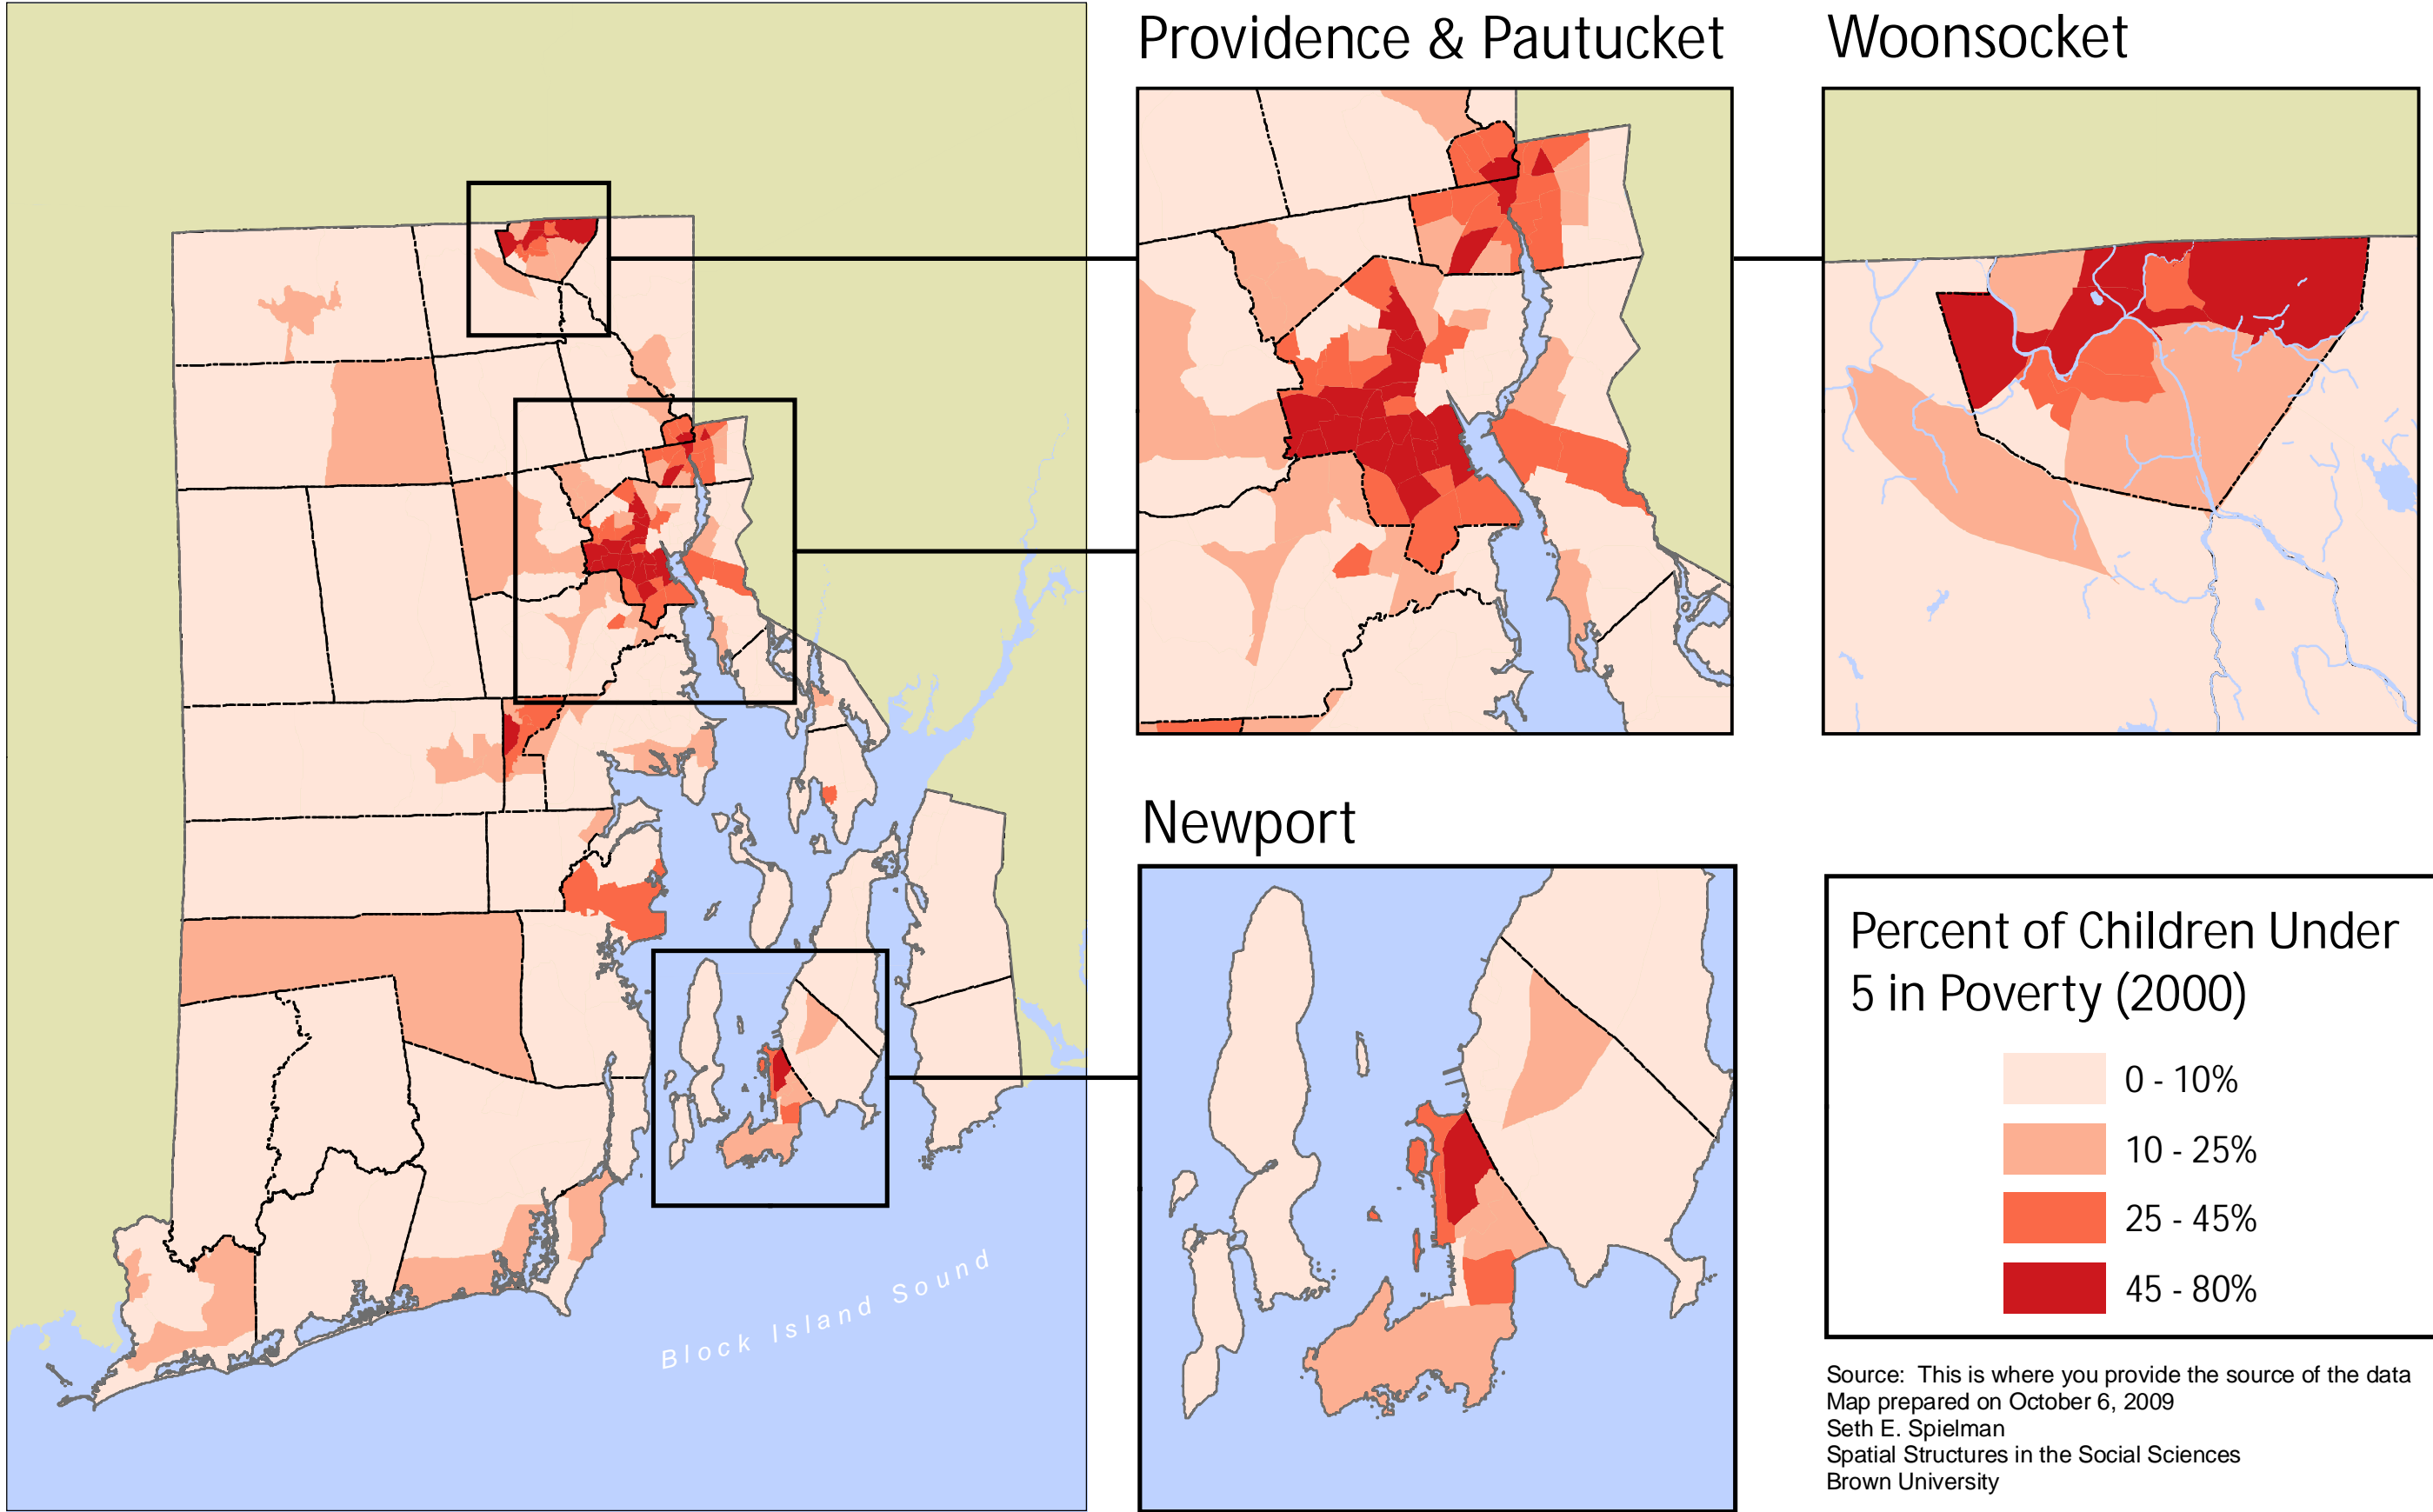 Providence & Pautucket
Woonsocket
Newport
Block Island Sound
Percent of Children Under
5 in Poverty (2000)
0 - 10%
10 - 25%
25 - 45%
45 - 80%
Source:  This is where you provide the source of the data
Map prepared on October 6, 2009
Seth E. Spielman
Spatial Structures in the Social Sciences
Brown University